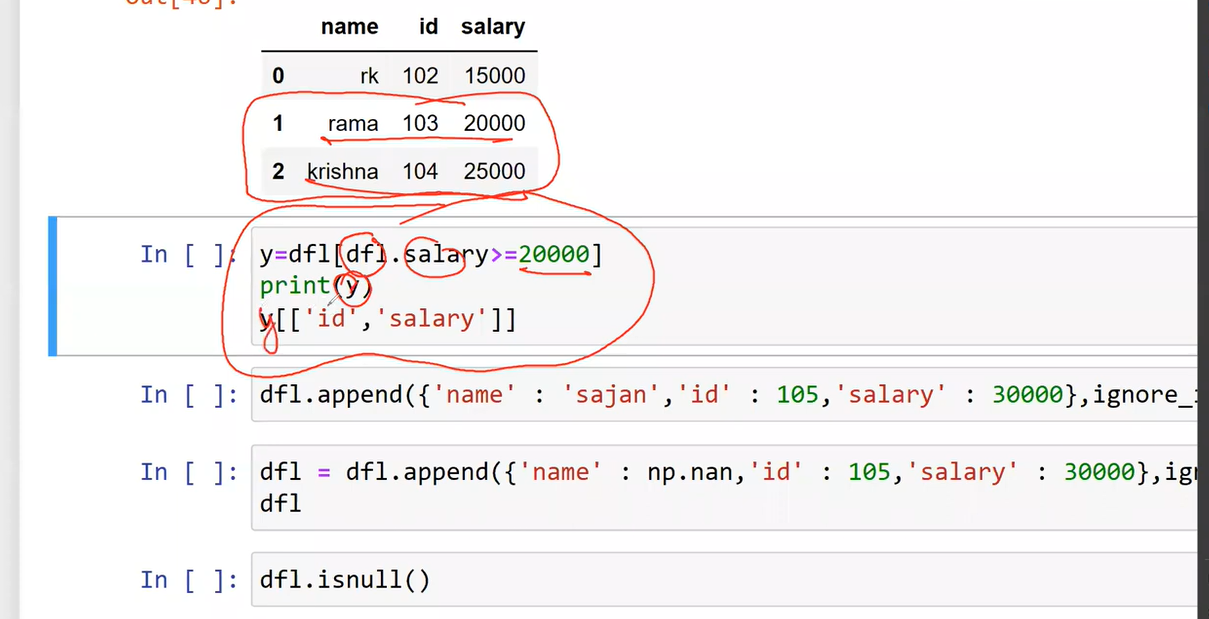 Out[48]:
name id salary
0 rk 102 15000
1 rama 103 20000
2 krishna 104 25000
In [ ]: y=dfl[dfl.salary>=20000]
print(y)
y[['id','salary']]
In [ ]: dfl.append({'name' : 'sajan','id' : 105,'salary' : 30000},ignore_
In [ ]: dfl = dfl.append({'name' : np.nan,'id' : 105,'salary' : 30000},ig
dfl
In [ ]: dfl.isnull()